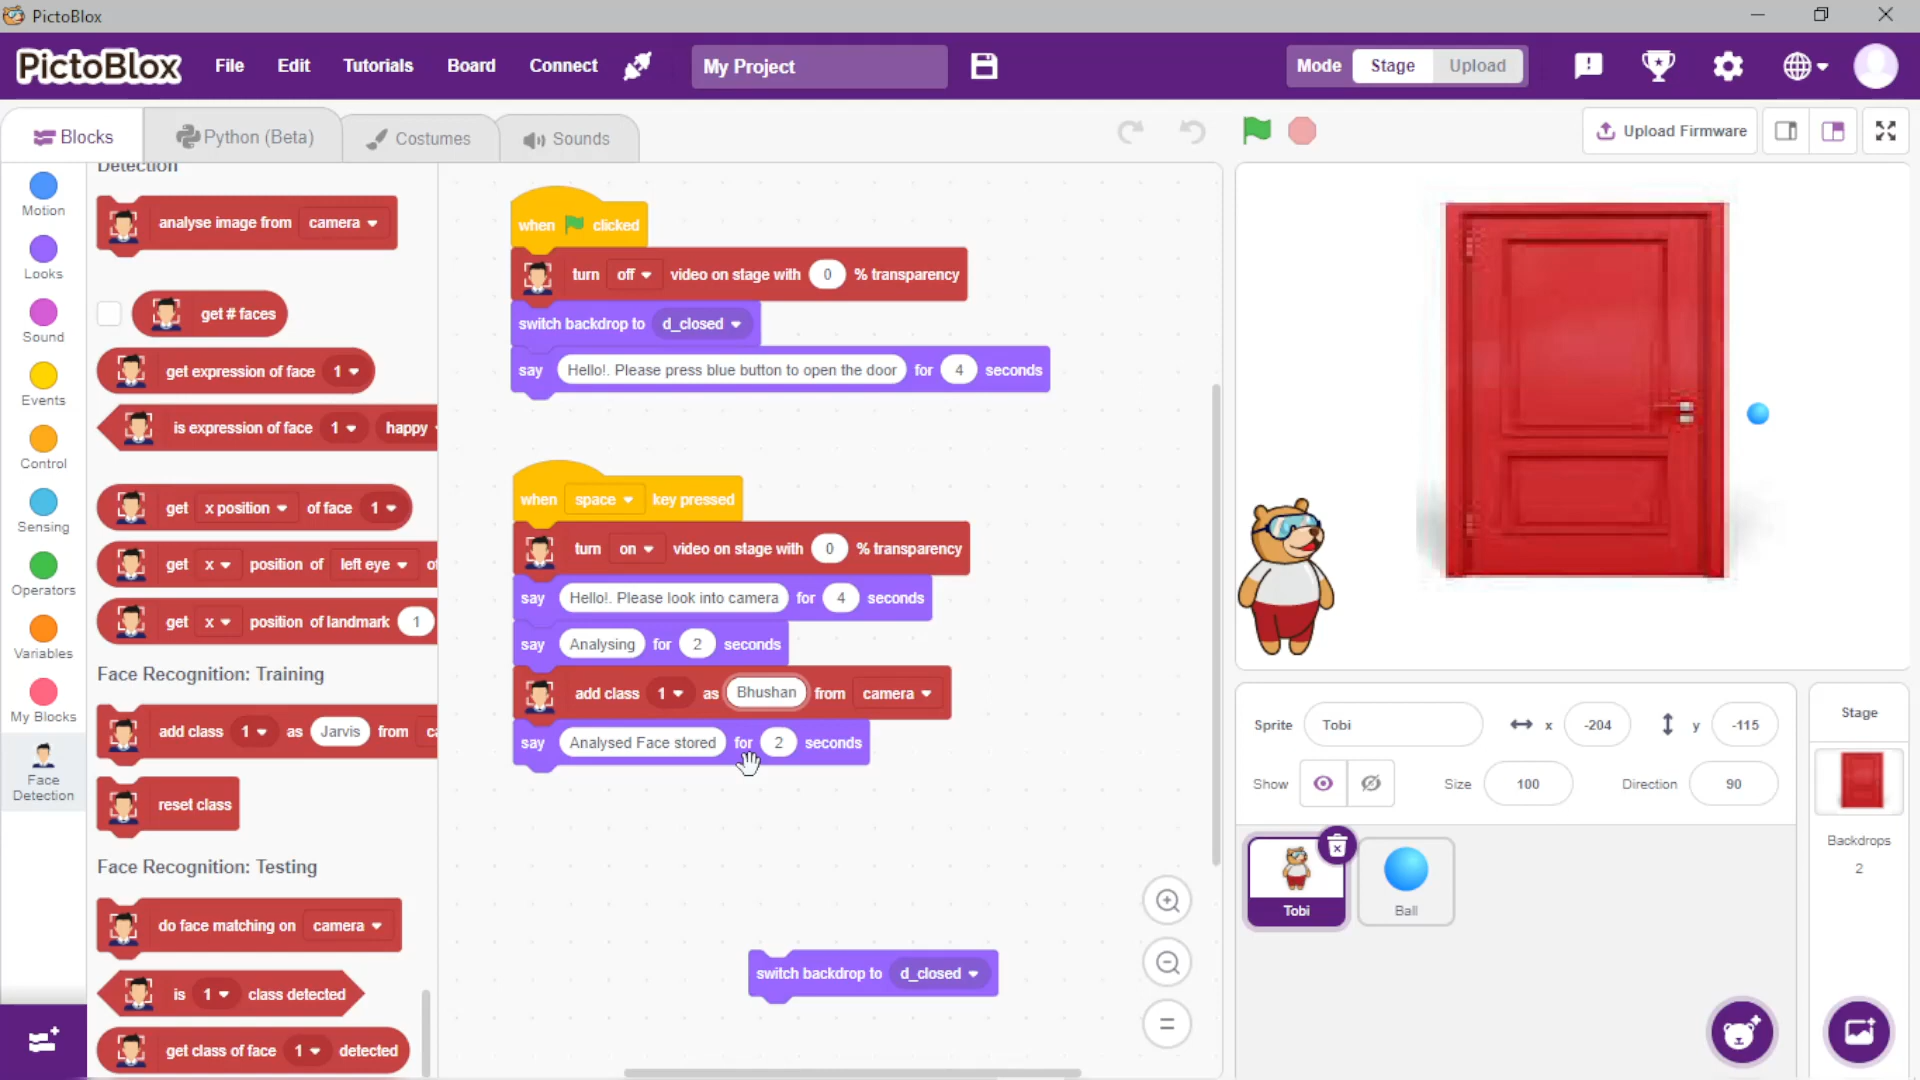 PictoBlox
PictoBlox File Edit Tutorials Board Connect My Project Mode Stage Upload
Blocks Python (Beta) Costumes Sounds Upload Firmware
Motion
Looks
Sound
Events
Control
Sensing
Operators
Variables
My Blocks
Face
Detection
Detection
analyse image from camera
get # faces
get expression of face 1
is expression of face 1 happy
get x position of face 1
get x position of left eye
get x position of landmark 1
Face Recognition: Training
add class 1 as Jarvis from
reset class
Face Recognition: Testing
do face matching on camera
is 1 class detected
get class of face 1 detected
when clicked
turn off video on stage with 0 % transparency
switch backdrop to d_closed
say Hello!. Please press blue button to open the door for 4 seconds
when space key pressed
turn on video on stage with 0 % transparency
say Hello!. Please look into camera for 4 seconds
say Analysing for 2 seconds
add class 1 as Bhushan from camera
say Analysed Face stored for 2 seconds
switch backdrop to d_closed
Sprite Tobi x -204 y -115
Show Size 100 Direction 90
Tobi Ball
Stage
Backdrops
2